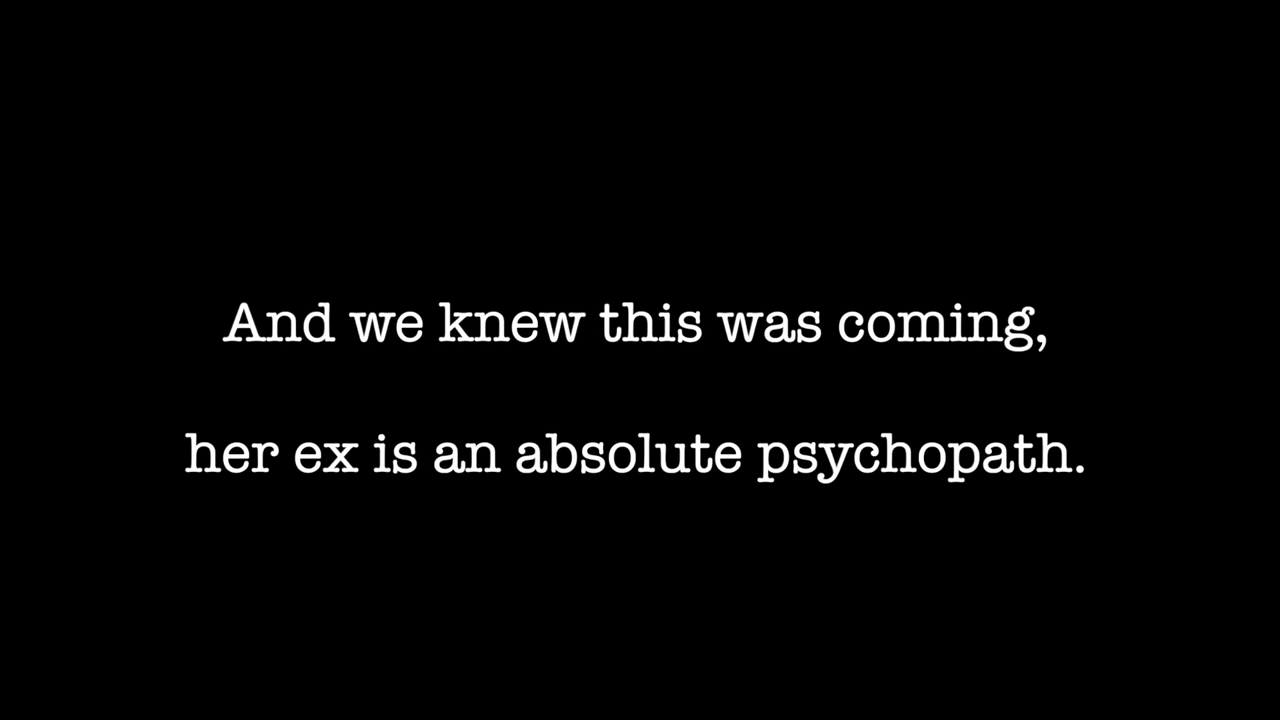 And we knew this was coming,
her ex is an absolute psychopath.